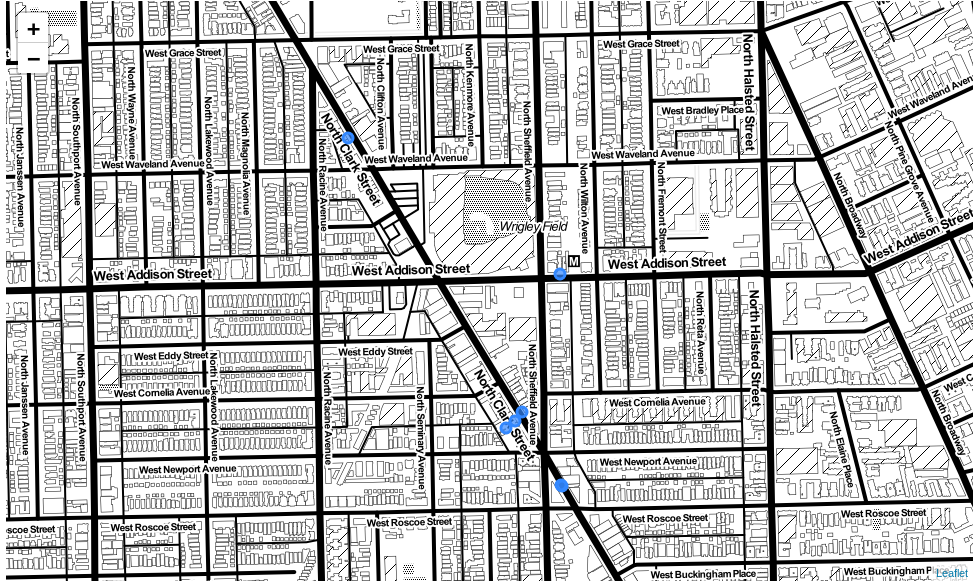 +
−
West Grace Street
West Grace Street
West Grace Street
North Halsted Street
North Wayne Avenue
North Lakewood Avenue
North Magnolia Avenue
North Southport Avenue
North Janssen Avenue
North Clifton Avenue
North Kenmore Avenue
North Sheffield Avenue
North Clark Street
North Racine Avenue
West Bradley Place
West Waveland Avenue
West Waveland Avenue
West Waveland Avenue
West Waveland Aven
North Pine Grove Avenue
North Broadway
North Wilton Avenue
North Fremont Street
Wrigley Field
M
West Addison Street
West Addison Street
West Addison Street
West Addison Street
North Janssen Avenue
North Southport Avenue
West Eddy Street
West Eddy Street
North Lakewood Avenue
North Racine Avenue
North Seminary Avenue
North Clark Street
North Sheffield Avenue
North Reta Avenue
North Halsted Street
West Cornelia Avenue
West Cornelia Avenue
West C
North Broadway
North Elaine Place
West Newport Avenue
West Newport Avenue
oscoe Street
West Roscoe Street
West Roscoe Street
West Roscoe Street
West Roscoe Street
West Buckingham Place
West Buckingham Place
Leaflet